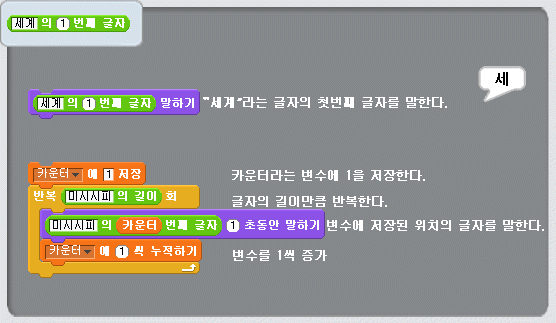 세계 의 1 번째 글자
세
세계 의 1 번째 글자 말하기 "세계"라는 글자의 첫번째 글자를 말한다.
카운터 에 1 저장 카운터라는 변수에 1을 저장한다.
반복 미시시피 의 길이 회 글자의 길이만큼 반복한다.
미시시피 의 카운터 번째 글자 1 초동안 말하기 변수에 저장된 위치의 글자를 말한다.
카운터 에 1 씩 누적하기 변수를 1씩 증가